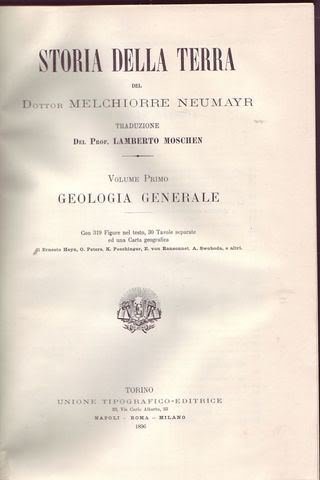 STORIA DELLA TERRA
DEL
DOTTOR MELCHIORRE NEUMAYR
TRADUZIONE
DEL PROF. LAMBERTO MOSCHEN
VOLUME PRIMO
GEOLOGIA GENERALE
Con 319 Figure nel testo, 30 Tavole separate
ed una Carta geografica
di Ernesto Heyn, O. Peters, K. Poschinger, E. von Ransonnet, A. Swoboda, e altri.
TORINO
UNIONE TIPOGRAFICO-EDITRICE
33, Via Carlo Alberto, 33
NAPOLI - ROMA - MILANO
1896